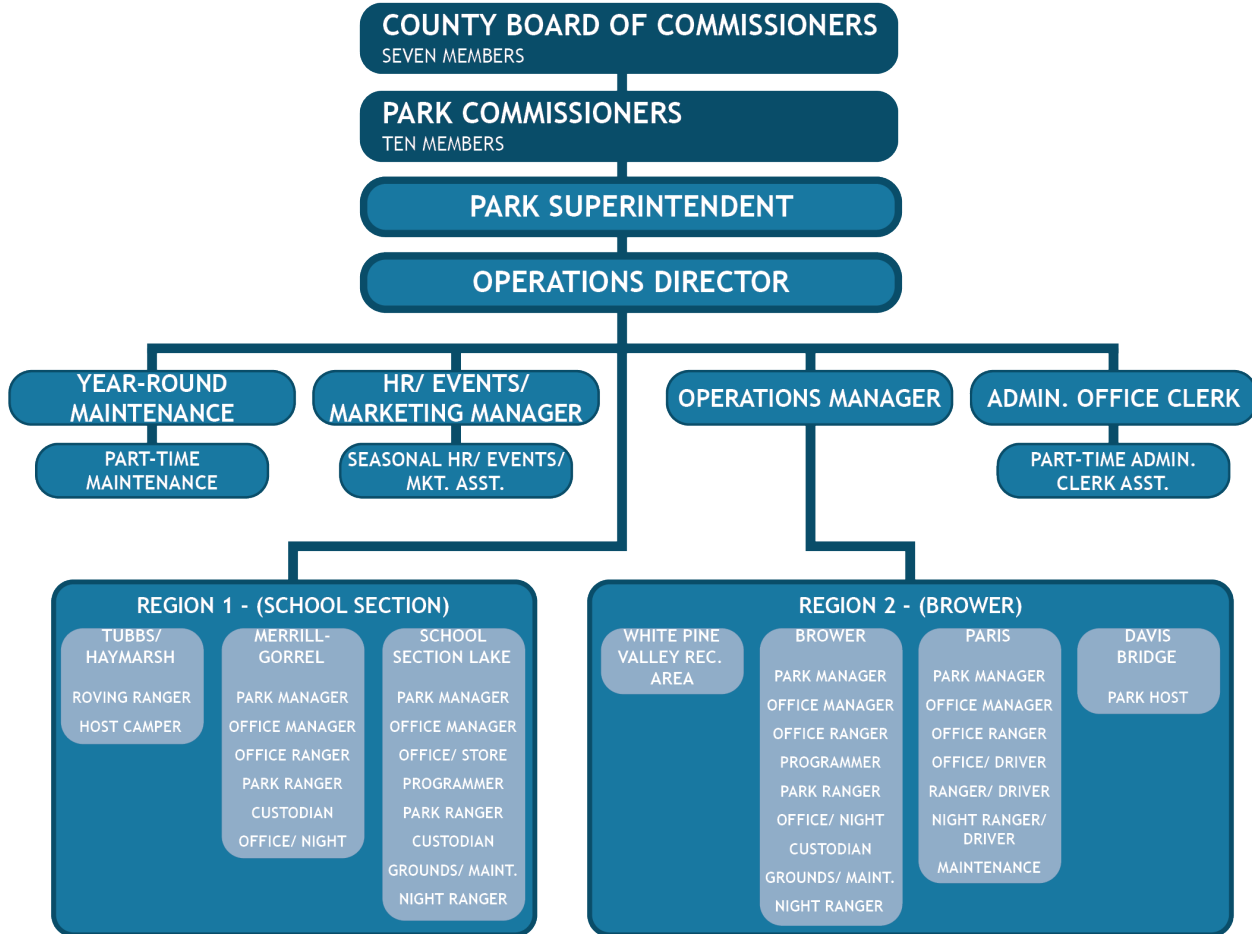 COUNTY BOARD OF COMMISSIONERS
SEVEN MEMBERS
PARK COMMISSIONERS
TEN MEMBERS
PARK SUPERINTENDENT
OPERATIONS DIRECTOR
YEAR-ROUND
MAINTENANCE
HR/ EVENTS/
MARKETING MANAGER
OPERATIONS MANAGER
ADMIN. OFFICE CLERK
PART-TIME
MAINTENANCE
SEASONAL HR/ EVENTS/
MKT. ASST.
PART-TIME ADMIN.
CLERK ASST.
REGION 1 - (SCHOOL SECTION)
TUBBS/
HAYMARSH
ROVING RANGER
HOST CAMPER
MERRILL-
GORREL
PARK MANAGER
OFFICE MANAGER
OFFICE RANGER
PARK RANGER
CUSTODIAN
OFFICE/ NIGHT
SCHOOL
SECTION LAKE
PARK MANAGER
OFFICE MANAGER
OFFICE/ STORE
PROGRAMMER
PARK RANGER
CUSTODIAN
GROUNDS/ MAINT.
NIGHT RANGER
REGION 2 - (BROWER)
WHITE PINE
VALLEY REC.
AREA
BROWER
PARK MANAGER
OFFICE MANAGER
OFFICE RANGER
PROGRAMMER
PARK RANGER
OFFICE/ NIGHT
CUSTODIAN
GROUNDS/ MAINT.
NIGHT RANGER
PARIS
PARK MANAGER
OFFICE MANAGER
OFFICE RANGER
OFFICE/ DRIVER
RANGER/ DRIVER
NIGHT RANGER/
DRIVER
MAINTENANCE
DAVIS
BRIDGE
PARK HOST